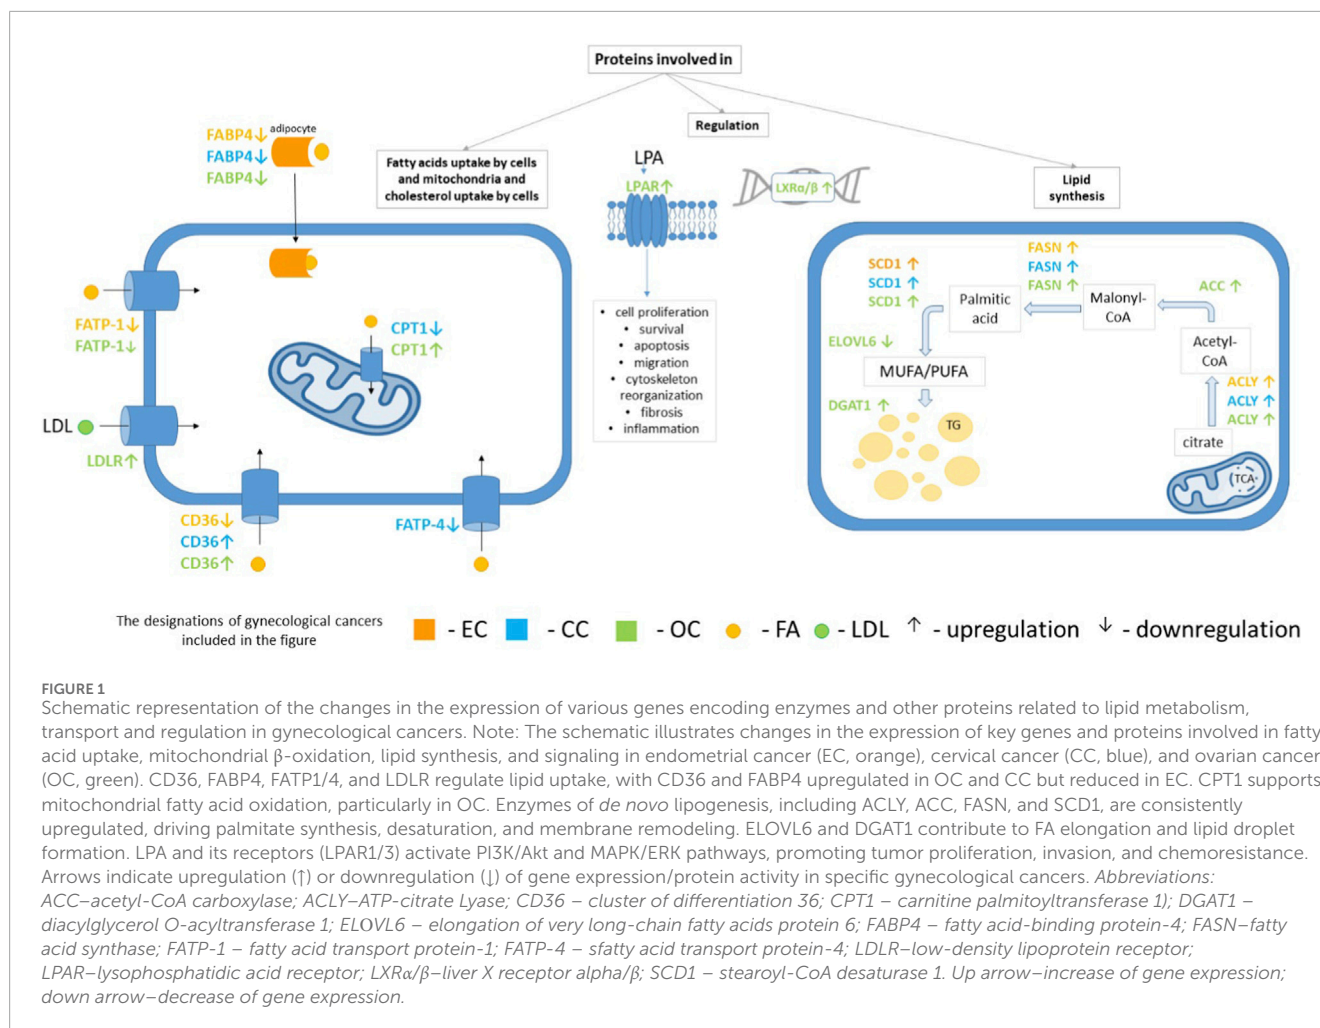 Proteins involved in
Regulation
Fatty acids uptake by cells
and mitochondria and
cholesterol uptake by cells
Lipid
synthesis
adipocyte
FABP4↓
FABP4↓
FABP4↓
FATP-1↓
FATP-1↓
LDL
LDLR↑
CPT1↓
CPT1↑
CD36↓
CD36↑
CD36↑
FATP-4↓
LPA
LPAR↑
LXRα/β ↑
• cell proliferation
• survival
• apoptosis
• migration
• cytoskeleton
reorganization
• fibrosis
• inflammation
SCD1 ↑
SCD1 ↑
SCD1 ↑
FASN ↑
FASN ↑
FASN ↑
ACC ↑
Palmitic
acid
Malonyl-
CoA
Acetyl-
CoA
ELOVL6 ↓
MUFA/PUFA
DGAT1 ↑
TG
ACLY ↑
ACLY ↑
ACLY ↑
citrate
TCA
The designations of gynecological cancers
included in the figure
- EC - CC - OC - FA - LDL ↑ - upregulation ↓ - downregulation
FIGURE 1
Schematic representation of the changes in the expression of various genes encoding enzymes and other proteins related to lipid metabolism,
transport and regulation in gynecological cancers. Note: The schematic illustrates changes in the expression of key genes and proteins involved in fatty
acid uptake, mitochondrial β-oxidation, lipid synthesis, and signaling in endometrial cancer (EC, orange), cervical cancer (CC, blue), and ovarian cancer
(OC, green). CD36, FABP4, FATP1/4, and LDLR regulate lipid uptake, with CD36 and FABP4 upregulated in OC and CC but reduced in EC. CPT1 supports
mitochondrial fatty acid oxidation, particularly in OC. Enzymes of de novo lipogenesis, including ACLY, ACC, FASN, and SCD1, are consistently
upregulated, driving palmitate synthesis, desaturation, and membrane remodeling. ELOVL6 and DGAT1 contribute to FA elongation and lipid droplet
formation. LPA and its receptors (LPAR1/3) activate PI3K/Akt and MAPK/ERK pathways, promoting tumor proliferation, invasion, and chemoresistance.
Arrows indicate upregulation (↑) or downregulation (↓) of gene expression/protein activity in specific gynecological cancers. Abbreviations:
ACC–acetyl-CoA carboxylase; ACLY–ATP-citrate Lyase; CD36 – cluster of differentiation 36; CPT1 – carnitine palmitoyltransferase 1); DGAT1 –
diacylglycerol O-acyltransferase 1; ELOVL6 – elongation of very long-chain fatty acids protein 6; FABP4 – fatty acid-binding protein-4; FASN–fatty
acid synthase; FATP-1 – fatty acid transport protein-1; FATP-4 – sfatty acid transport protein-4; LDLR–low-density lipoprotein receptor;
LPAR–lysophosphatidic acid receptor; LXRα/β–liver X receptor alpha/β; SCD1 – stearoyl-CoA desaturase 1. Up arrow–increase of gene expression;
down arrow–decrease of gene expression.